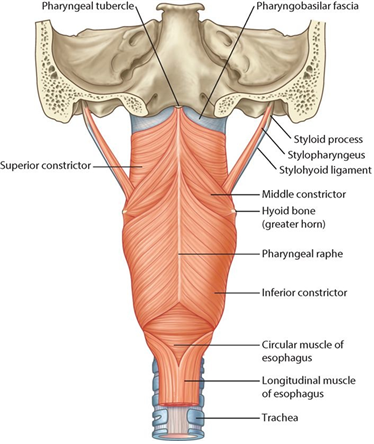 Pharyngeal tubercle
Pharyngobasilar fascia
Styloid process
Stylopharyngeus
Stylohyoid ligament
Superior constrictor
Middle constrictor
Hyoid bone
(greater horn)
Pharyngeal raphe
Inferior constrictor
Circular muscle of
esophagus
Longitudinal muscle
of esophagus
Trachea